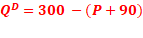 Q^D = 300 − (P + 90)